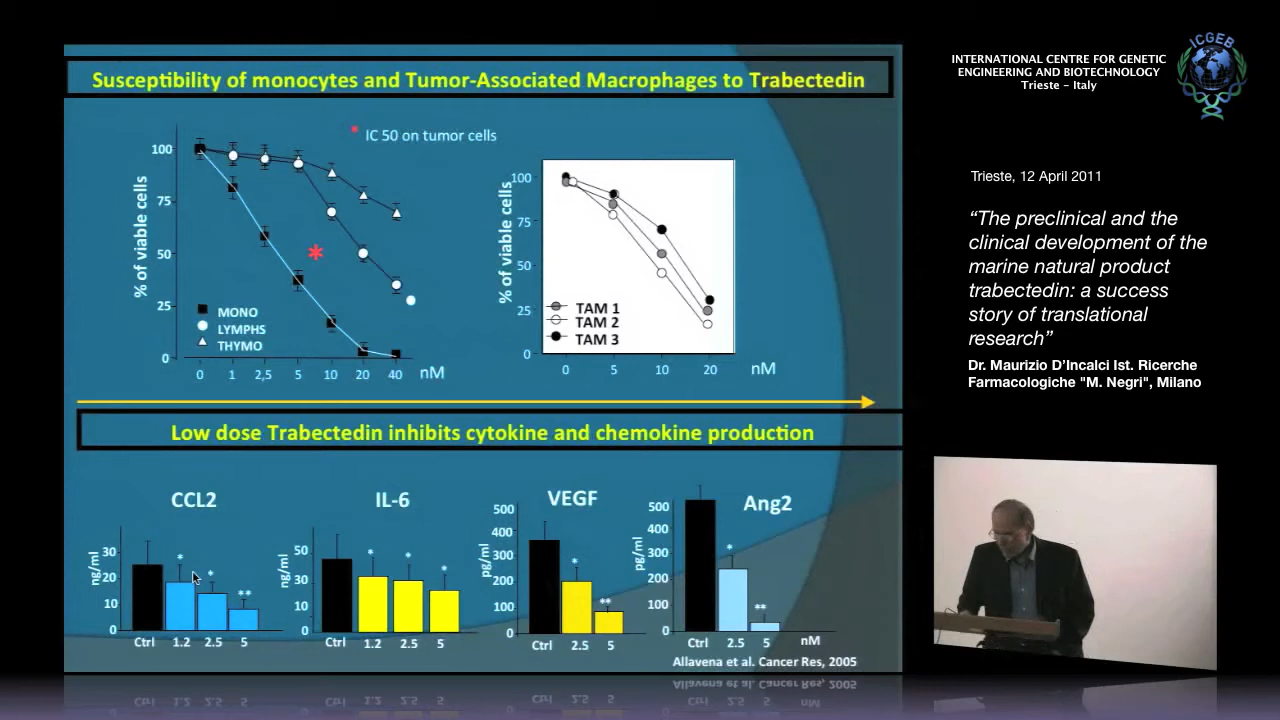 Susceptibility of monocytes and Tumor-Associated Macrophages to Trabectedin
* IC 50 on tumor cells
% of viable cells
100
75
50
25
0
*
MONO
LYMPHS
THYMO
0 1 2,5 5 10 20 40 nM
% of viable cells
100
75
50
25
0
TAM 1
TAM 2
TAM 3
0 5 10 20 nM
Low dose Trabectedin inhibits cytokine and chemokine production
CCL2
ng/ml
30
20
10
0
* * **
Ctrl 1.2 2.5 5
IL-6
ng/ml
50
30
10
0
* * *
Ctrl 1.2 2.5 5
VEGF
pg/ml
500
400
300
200
100
0
* **
Ctrl 2.5 5
Ang2
pg/ml
500
400
300
200
100
0
* **
Ctrl 2.5 5 nM
Allavena et al. Cancer Res, 2005
INTERNATIONAL CENTRE FOR GENETIC
ENGINEERING AND BIOTECHNOLOGY
Trieste - Italy
ICGEB
Trieste, 12 April 2011
“The preclinical and the
clinical development of the
marine natural product
trabectedin: a success
story of translational
research”
Dr. Maurizio D’Incalci Ist. Ricerche
Farmacologiche "M. Negri", Milano